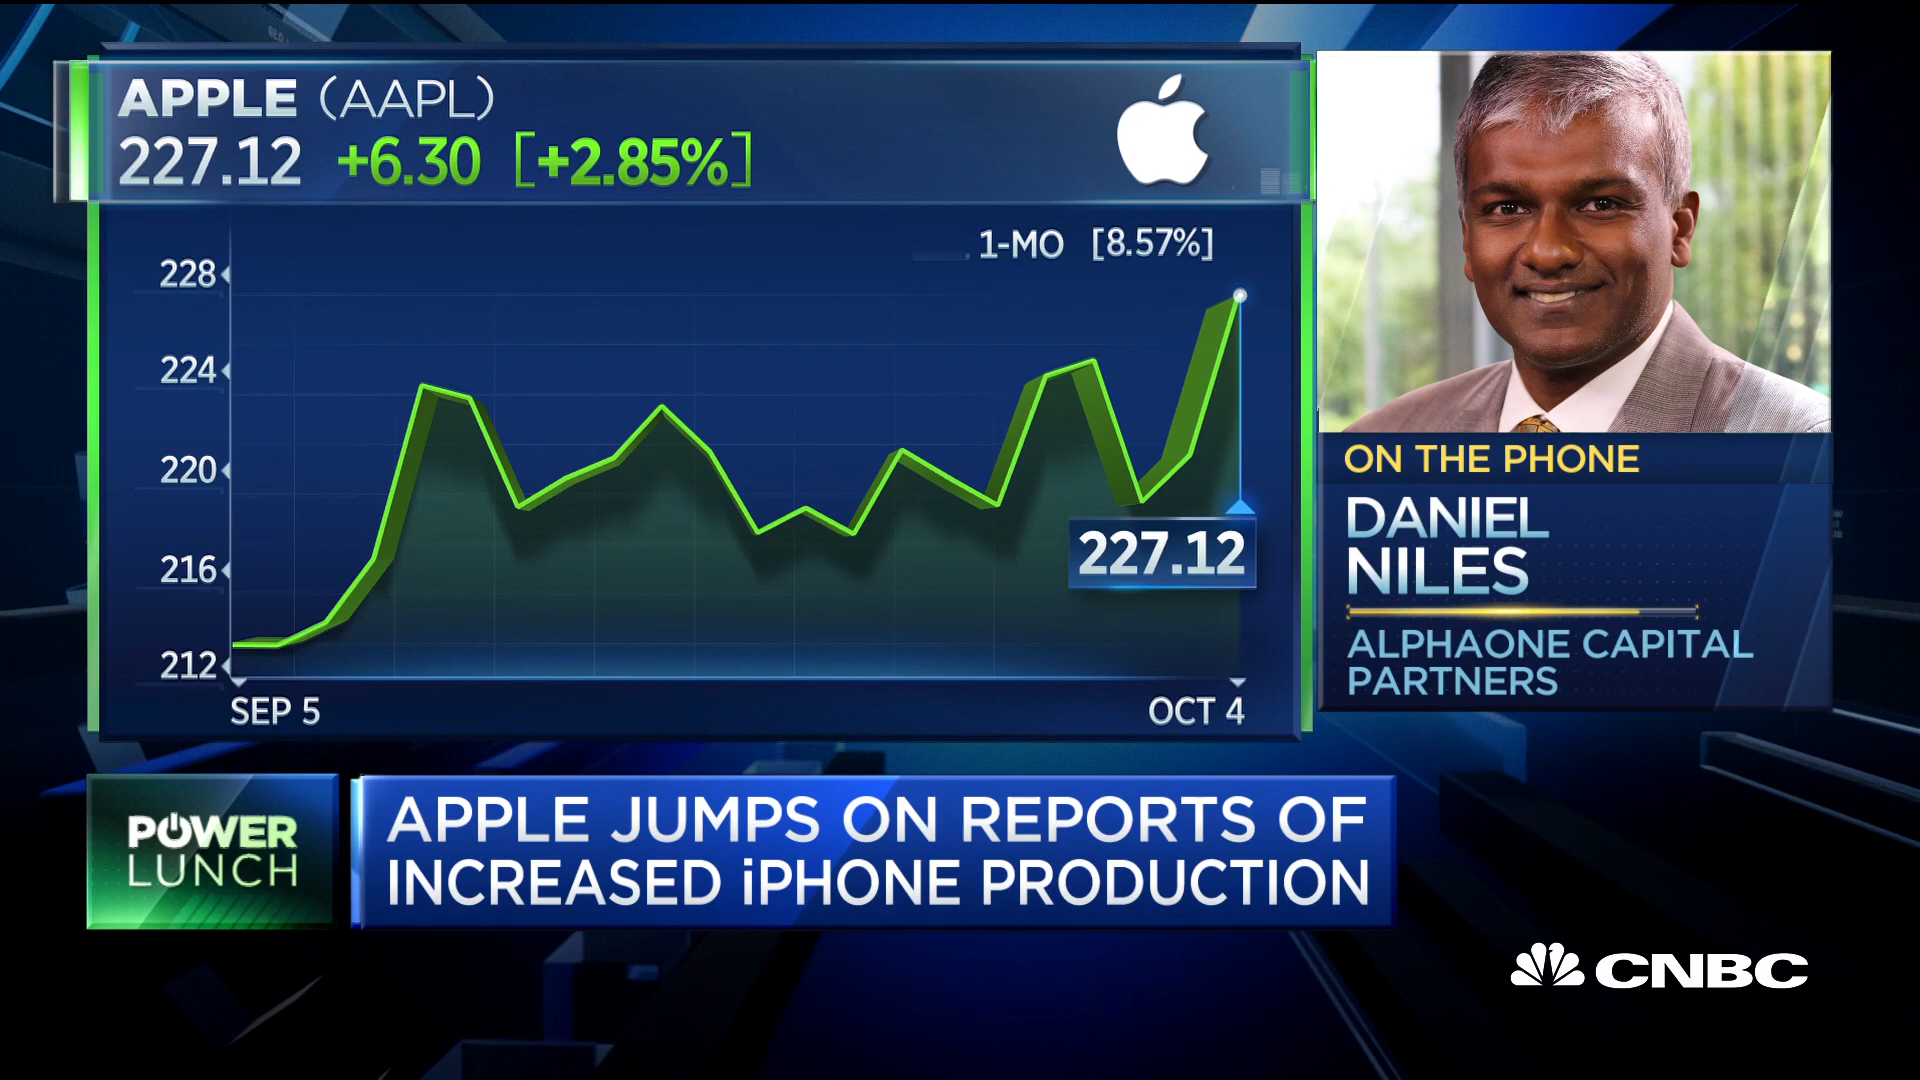 APPLE (AAPL)
227.12 +6.30 [+2.85%]
1-MO [8.57%]
228
224
220
216
212
227.12
SEP 5
OCT 4
ON THE PHONE
DANIEL
NILES
ALPHAONE CAPITAL
PARTNERS
POWER
LUNCH
APPLE JUMPS ON REPORTS OF
INCREASED iPHONE PRODUCTION
CNBC